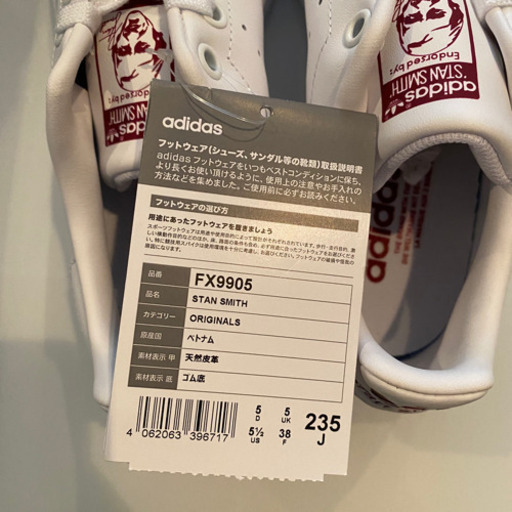 adidas
STAN SMITH
Endorsed by:
adidas
STAN SMITH
Endorsed by:
adidas
フットウェア(シューズ、サンダル等の靴類)取扱説明書
adidas フットウェアをいつもベストコンディションに保ち、
より長くお使い頂けるように、使用上の注意やお手入れの
方法などを集めました。ご使用前に必ずお読みください。
フットウェアの選び方
用途にあったフットウェアを履きましょう
品番 FX9905
品名 STAN SMITH
カテゴリー ORIGINALS
原産国 ベトナム
素材表示 甲 天然皮革
素材表示 底 ゴム底
5 D 5 UK
5½ US 38 F
235 J
4 062063 396717
adidas